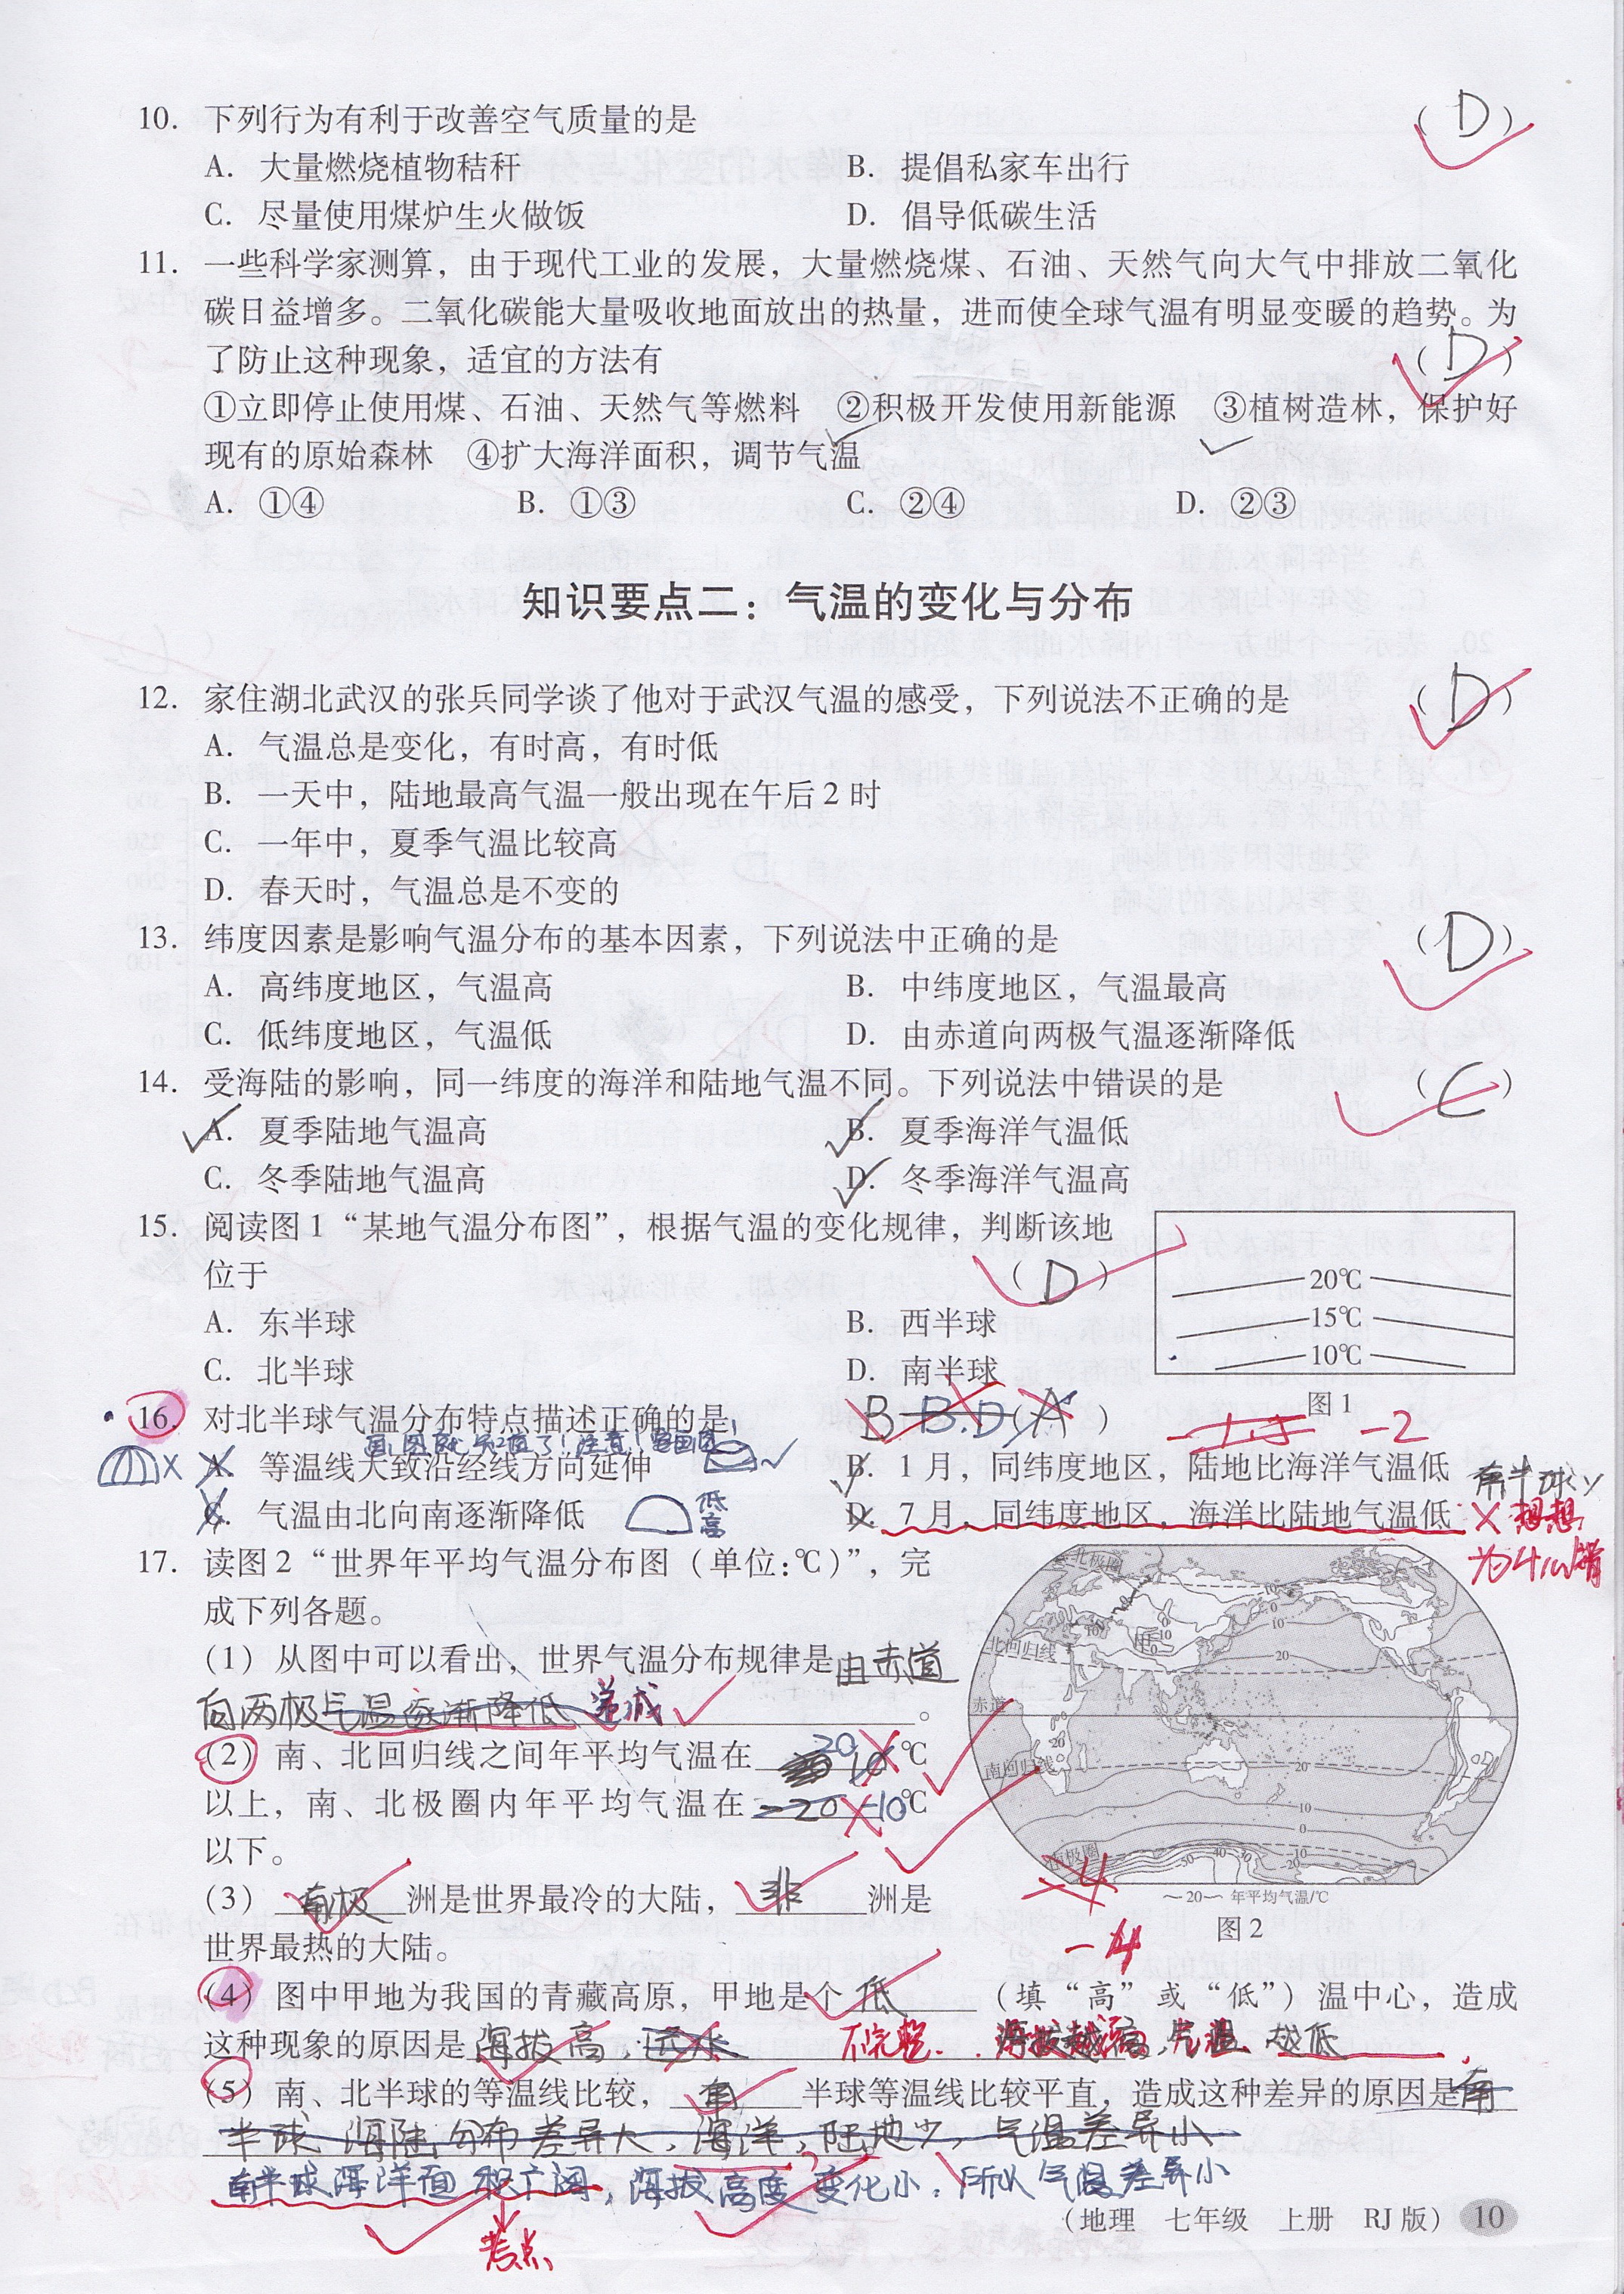 10. 下列行为有利于改善空气质量的是 (D)
A. 大量燃烧植物秸秆 B. 提倡私家车出行
C. 尽量使用煤炉生火做饭 D. 倡导低碳生活
11. 一些科学家测算，由于现代工业的发展，大量燃烧煤、石油、天然气向大气中排放二氧化
碳日益增多。二氧化碳能大量吸收地面放出的热量，进而使全球气温有明显变暖的趋势。为
了防止这种现象，适宜的方法有 (D)
①立即停止使用煤、石油、天然气等燃料 ②积极开发使用新能源 ③植树造林，保护好
现有的原始森林 ④扩大海洋面积，调节气温
A. ①④ B. ①③ C. ②④ D. ②③
知识要点二：气温的变化与分布
12. 家住湖北武汉的张兵同学谈了他对于武汉气温的感受，下列说法不正确的是 (D)
A. 气温总是变化，有时高，有时低
B. 一天中，陆地最高气温一般出现在午后2时
C. 一年中，夏季气温比较高
D. 春天时，气温总是不变的
13. 纬度因素是影响气温分布的基本因素，下列说法中正确的是 (D)
A. 高纬度地区，气温高 B. 中纬度地区，气温最高
C. 低纬度地区，气温低 D. 由赤道向两极气温逐渐降低
14. 受海陆的影响，同一纬度的海洋和陆地气温不同。下列说法中错误的是 (C)
A. 夏季陆地气温高 B. 夏季海洋气温低
C. 冬季陆地气温高 D. 冬季海洋气温高
15. 阅读图1“某地气温分布图”，根据气温的变化规律，判断该地
位于 (D)
A. 东半球 B. 西半球
C. 北半球 D. 南半球
20℃
15℃
10℃
图1
16. 对北半球气温分布特点描述正确的是 B B.D (A)
-1.5 -2
A. 等温线大致沿经线方向延伸 B. 1月，同纬度地区，陆地比海洋气温低
南半球
C. 气温由北向南逐渐降低 低 高 D. 7月，同纬度地区，海洋比陆地气温低 想想
为什么错
17. 读图2“世界年平均气温分布图（单位:℃）”，完
成下列各题。
(1) 从图中可以看出，世界气温分布规律是由赤道
向两极气温逐渐降低 递减。
(2) 南、北回归线之间年平均气温在 20 10 ℃
以上，南、北极圈内年平均气温在 -20 -10℃
以下。
(3) 南极 洲是世界最冷的大陆，非 洲是
世界最热的大陆。
北极圈
北回归线
甲
赤道
南回归线
南极圈
—20— 年平均气温/℃
图2
-4
-4
(4) 图中甲地为我国的青藏高原，甲地是个 低 （填“高”或“低”）温中心，造成
这种现象的原因是 海拔高，远水 不完整. 海拔越高，气温越低.
(5) 南、北半球的等温线比较，南 半球等温线比较平直，造成这种差异的原因是南
半球 海陆分布差异大，海洋，陆地少，气温差异小
南半球海洋面积广阔，海拔高度变化小，所以气温差异小
考点
（地理 七年级 上册 RJ版） 10